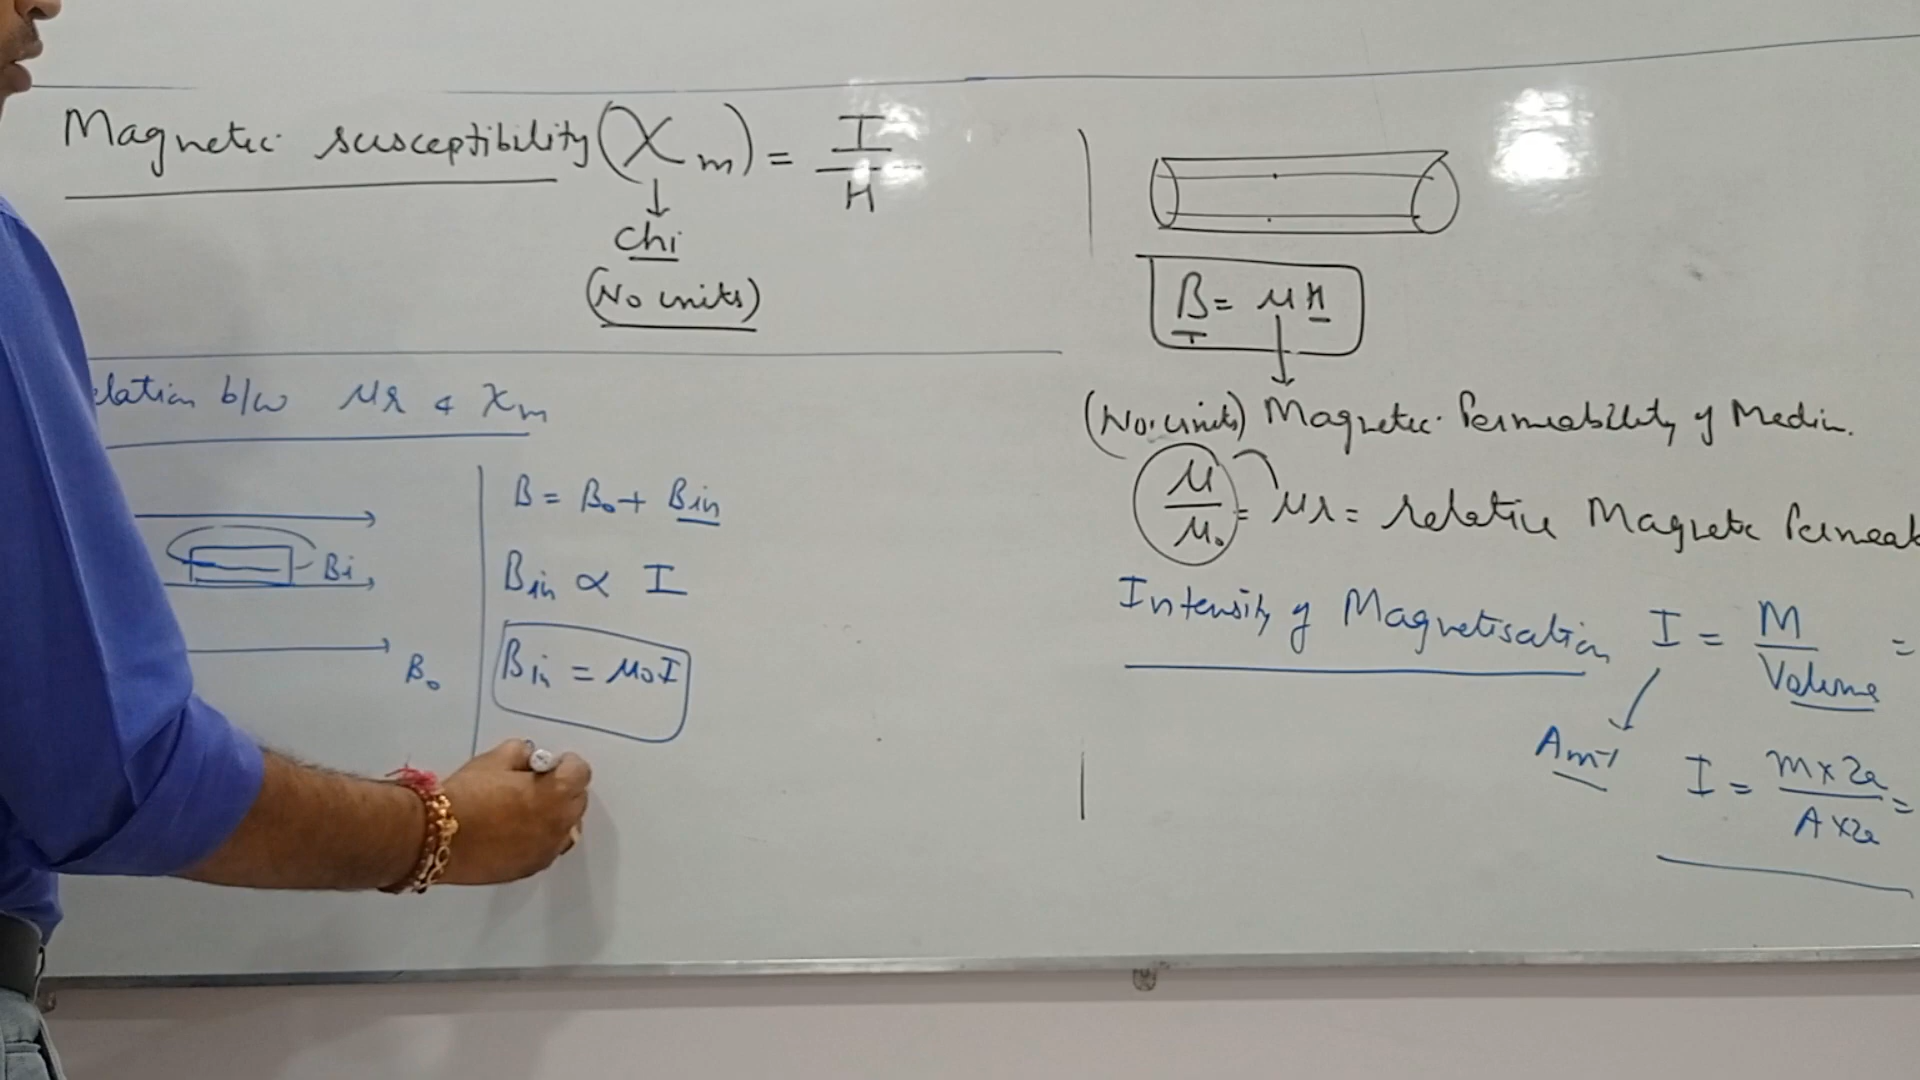 Magnetic susceptibility (χm) = I / H
chi
(No units)
elation b/w μr & χm
Bi
B₀
B = B₀ + Bin
Bin ∝ I
Bin = μ₀I
B = μH
T
(No. units) Magnetic Permeability of Medium.
μ / μ₀ = μr = relative Magnetic Permeab
Intensity of Magnetisation I = M / Volume =
Am⁻¹
I = m×2a / A×2a =